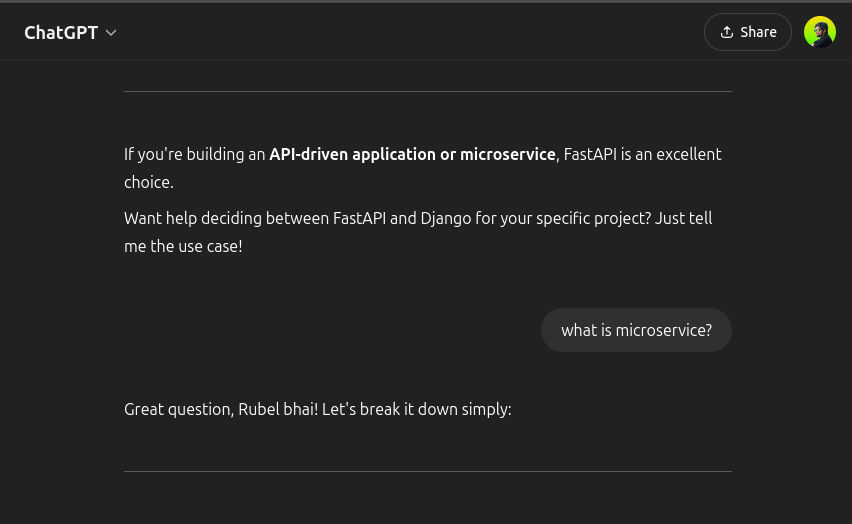 ChatGPT
Share
If you're building an API-driven application or microservice, FastAPI is an excellent
choice.
Want help deciding between FastAPI and Django for your specific project? Just tell
me the use case!
what is microservice?
Great question, Rubel bhai! Let's break it down simply: